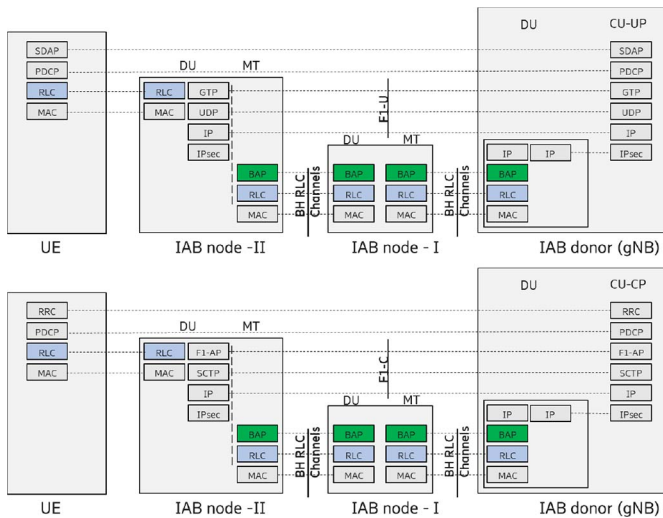 DU CU-UP
SDAP SDAP
PDCP DU MT PDCP
RLC RLC GTP GTP
MAC MAC UDP F1-U UDP
IP DU MT IP
IPsec IP IP IPsec
BAP BH RLC Channels BAP BAP BH RLC Channels BAP
RLC RLC RLC RLC
MAC MAC MAC MAC
UE IAB node -II IAB node - I IAB donor (gNB)
DU CU-CP
RRC RRC
PDCP DU MT PDCP
RLC RLC F1-AP F1-AP
MAC MAC SCTP F1-C SCTP
IP DU MT IP
IPsec IP IP IPsec
BAP BH RLC Channels BAP BAP BH RLC Channels BAP
RLC RLC RLC RLC
MAC MAC MAC MAC
UE IAB node -II IAB node - I IAB donor (gNB)